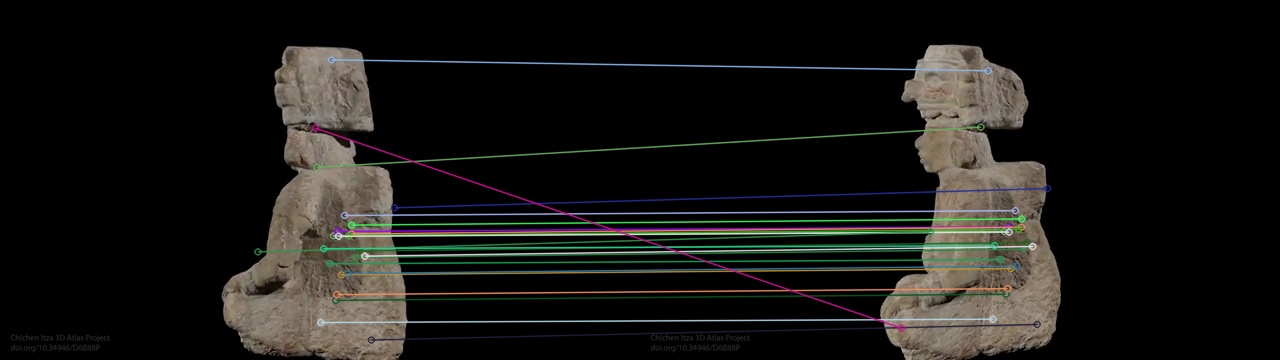 Chichen Itza 3D Atlas Project
doi.org/10.34946/D6B88P
Chichen Itza 3D Atlas Project
doi.org/10.34946/D6B88P